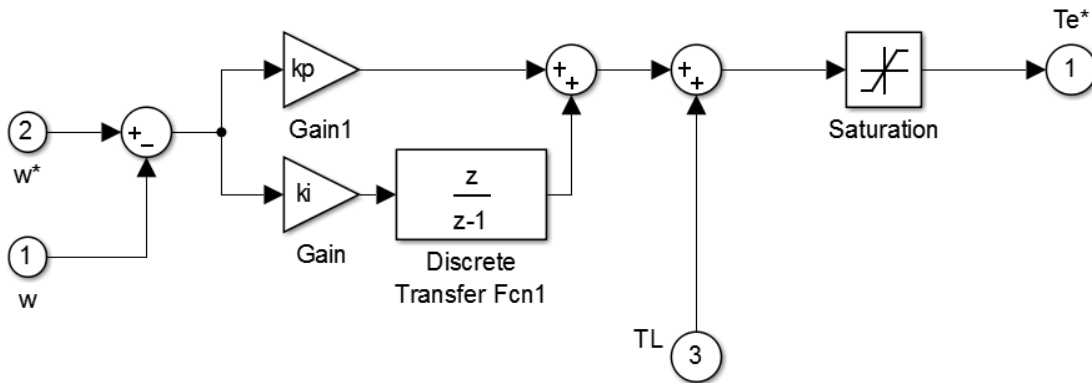 Te*
1
kp
+
+
+
+
Saturation
Gain1
2
+
−
w*
ki
z
z-1
1
Gain
Discrete
Transfer Fcn1
w
TL
3